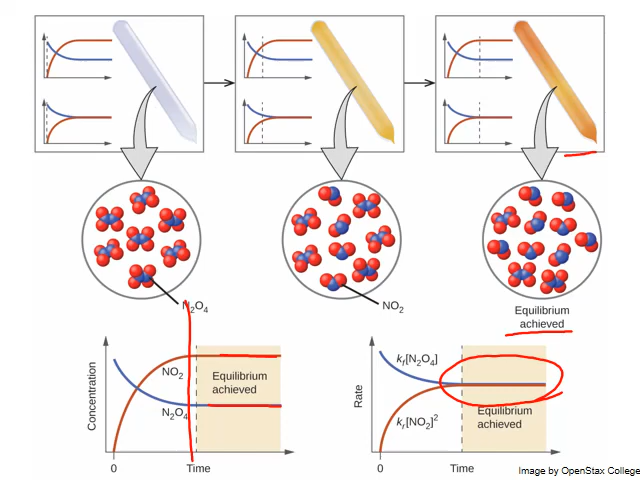 N₂O₄
NO₂
Equilibrium
achieved
Concentration
NO₂
N₂O₄
Equilibrium
achieved
0
Time
Rate
kf[N₂O₄]
kr[NO₂]²
Equilibrium
achieved
0
Time
Image by OpenStax College